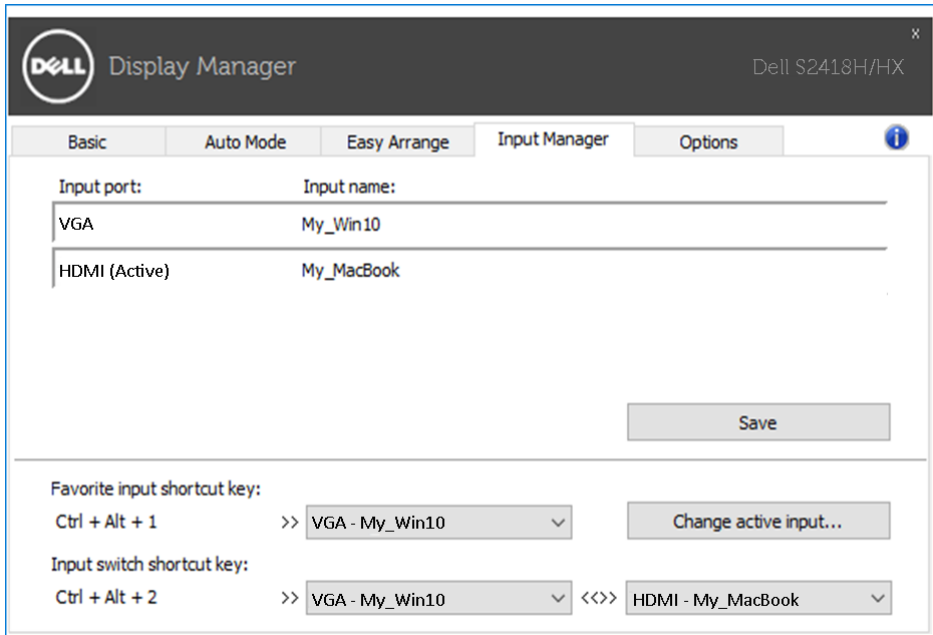 x
DELL Display Manager Dell S2418H/HX
Basic Auto Mode Easy Arrange Input Manager Options i
Input port: Input name:
VGA My_Win10
HDMI (Active) My_MacBook
Save
Favorite input shortcut key:
Ctrl + Alt + 1 >> VGA - My_Win10 Change active input...
Input switch shortcut key:
Ctrl + Alt + 2 >> VGA - My_Win10 <<>> HDMI - My_MacBook